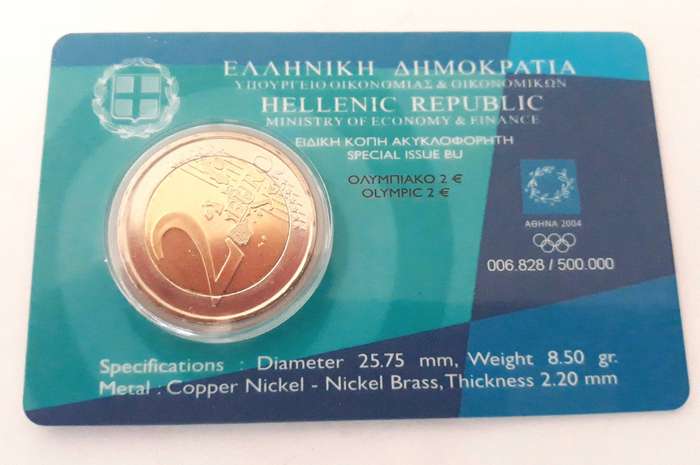 ΕΛΛΗΝΙΚΗ ΔΗΜΟΚΡΑΤΙΑ
ΥΠΟΥΡΓΕΙΟ ΟΙΚΟΝΟΜΙΑΣ & ΟΙΚΟΝΟΜΙΚΩΝ
HELLENIC REPUBLIC
MINISTRY OF ECONOMY & FINANCE
ΕΙΔΙΚΗ ΚΟΠΗ ΑΚΥΚΛΟΦΟΡΗΤΗ
SPECIAL ISSUE BU
ΟΛΥΜΠΙΑΚΟ 2 €
OLYMPIC 2 €
ΑΘΗΝΑ 2004
006.828 / 500.000
2
Specifications : Diameter 25.75 mm, Weight 8.50 gr.
Metal : Copper Nickel - Nickel Brass, Thickness 2.20 mm